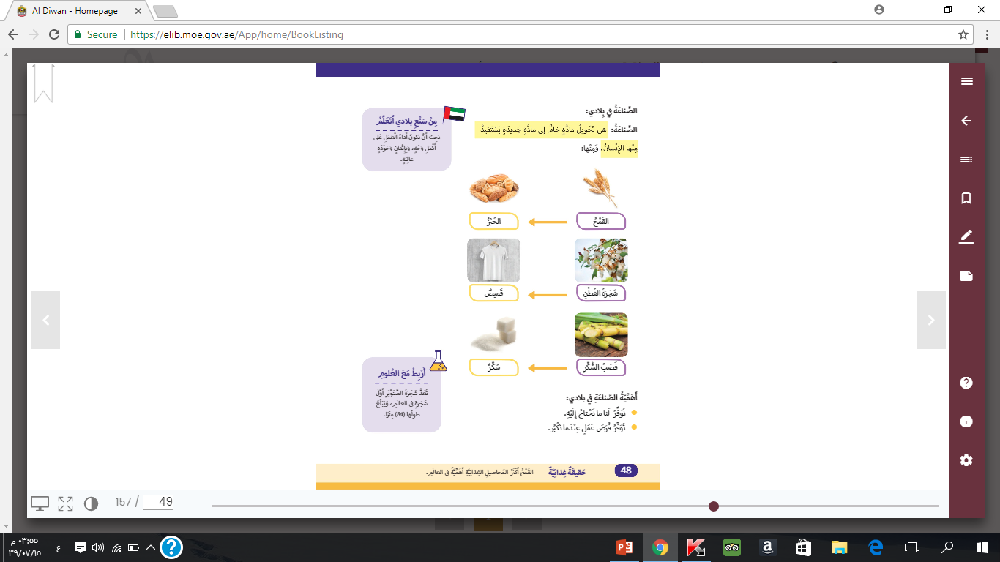 Al Diwan - Homepage
Secure https://elib.moe.gov.ae/App/home/BookListing
الصِّناعَةُ في بِلادي:
الصِّناعَةُ: هِي تَحْويلُ مادَّةٍ خامٍّ إِلى مادَّةٍ جَديدَةٍ يَسْتَفيدُ
مِنْها الإِنْسانُ، وَمِنْها:
مِنْ سَنْعِ بِلادي أَتَعَلَّمُ
يَجِبُ أَنْ يَكونَ أَداءُ الْعَمَلِ عَلى
أَكْمَلِ وَجْهٍ، وَبِإِتْقانٍ وَجَوْدَةٍ
عالِيَةٍ.
القَمْحُ
الخُبْزُ
شَجَرَةُ القُطْنِ
قَميصٌ
قَصَبُ السُّكَّرِ
سُكَّرٌ
أَرْبِطُ مَعَ العُلومِ
تُعَدُّ شَجَرَةُ الصَّنَوْبَرِ أَوَّلَ
شَجَرَةٍ في العالَمِ، وَيَبْلُغُ
طولُها (84) مِتْرًا.
أَهَمِّيَّةُ الصِّناعَةِ في بِلادي:
تُوَفِّرُ لَنا ما نَحْتاجُ إِلَيْهِ.
تُوَفِّرُ فُرَصَ عَمَلٍ عِنْدَما نَكْبُر.
48
حَقيقَةٌ غِذائِيَّةٌ
القَمْحُ أَكْثَرُ المَحاصيلِ الغِذائِيَّةِ أَهَمِّيَّةً في العالَمِ.
157 / 49
٠٣:٥٥ م
٣٩/٠٧/١٥
ع